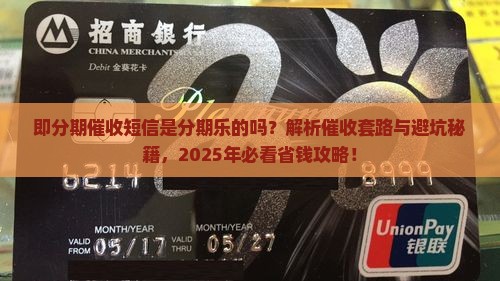 招商银行
CHINA MERCHANTS BANK
Debit 金葵花卡
即分期催收短信是分期乐的吗？解析催收套路与避坑秘
籍，2025年必看省钱攻略！
6214 8999
MONTH/YEAR MONTH/YEAR
VALID FROM 05/17 VALID THRU 05/27
UnionPay
银联